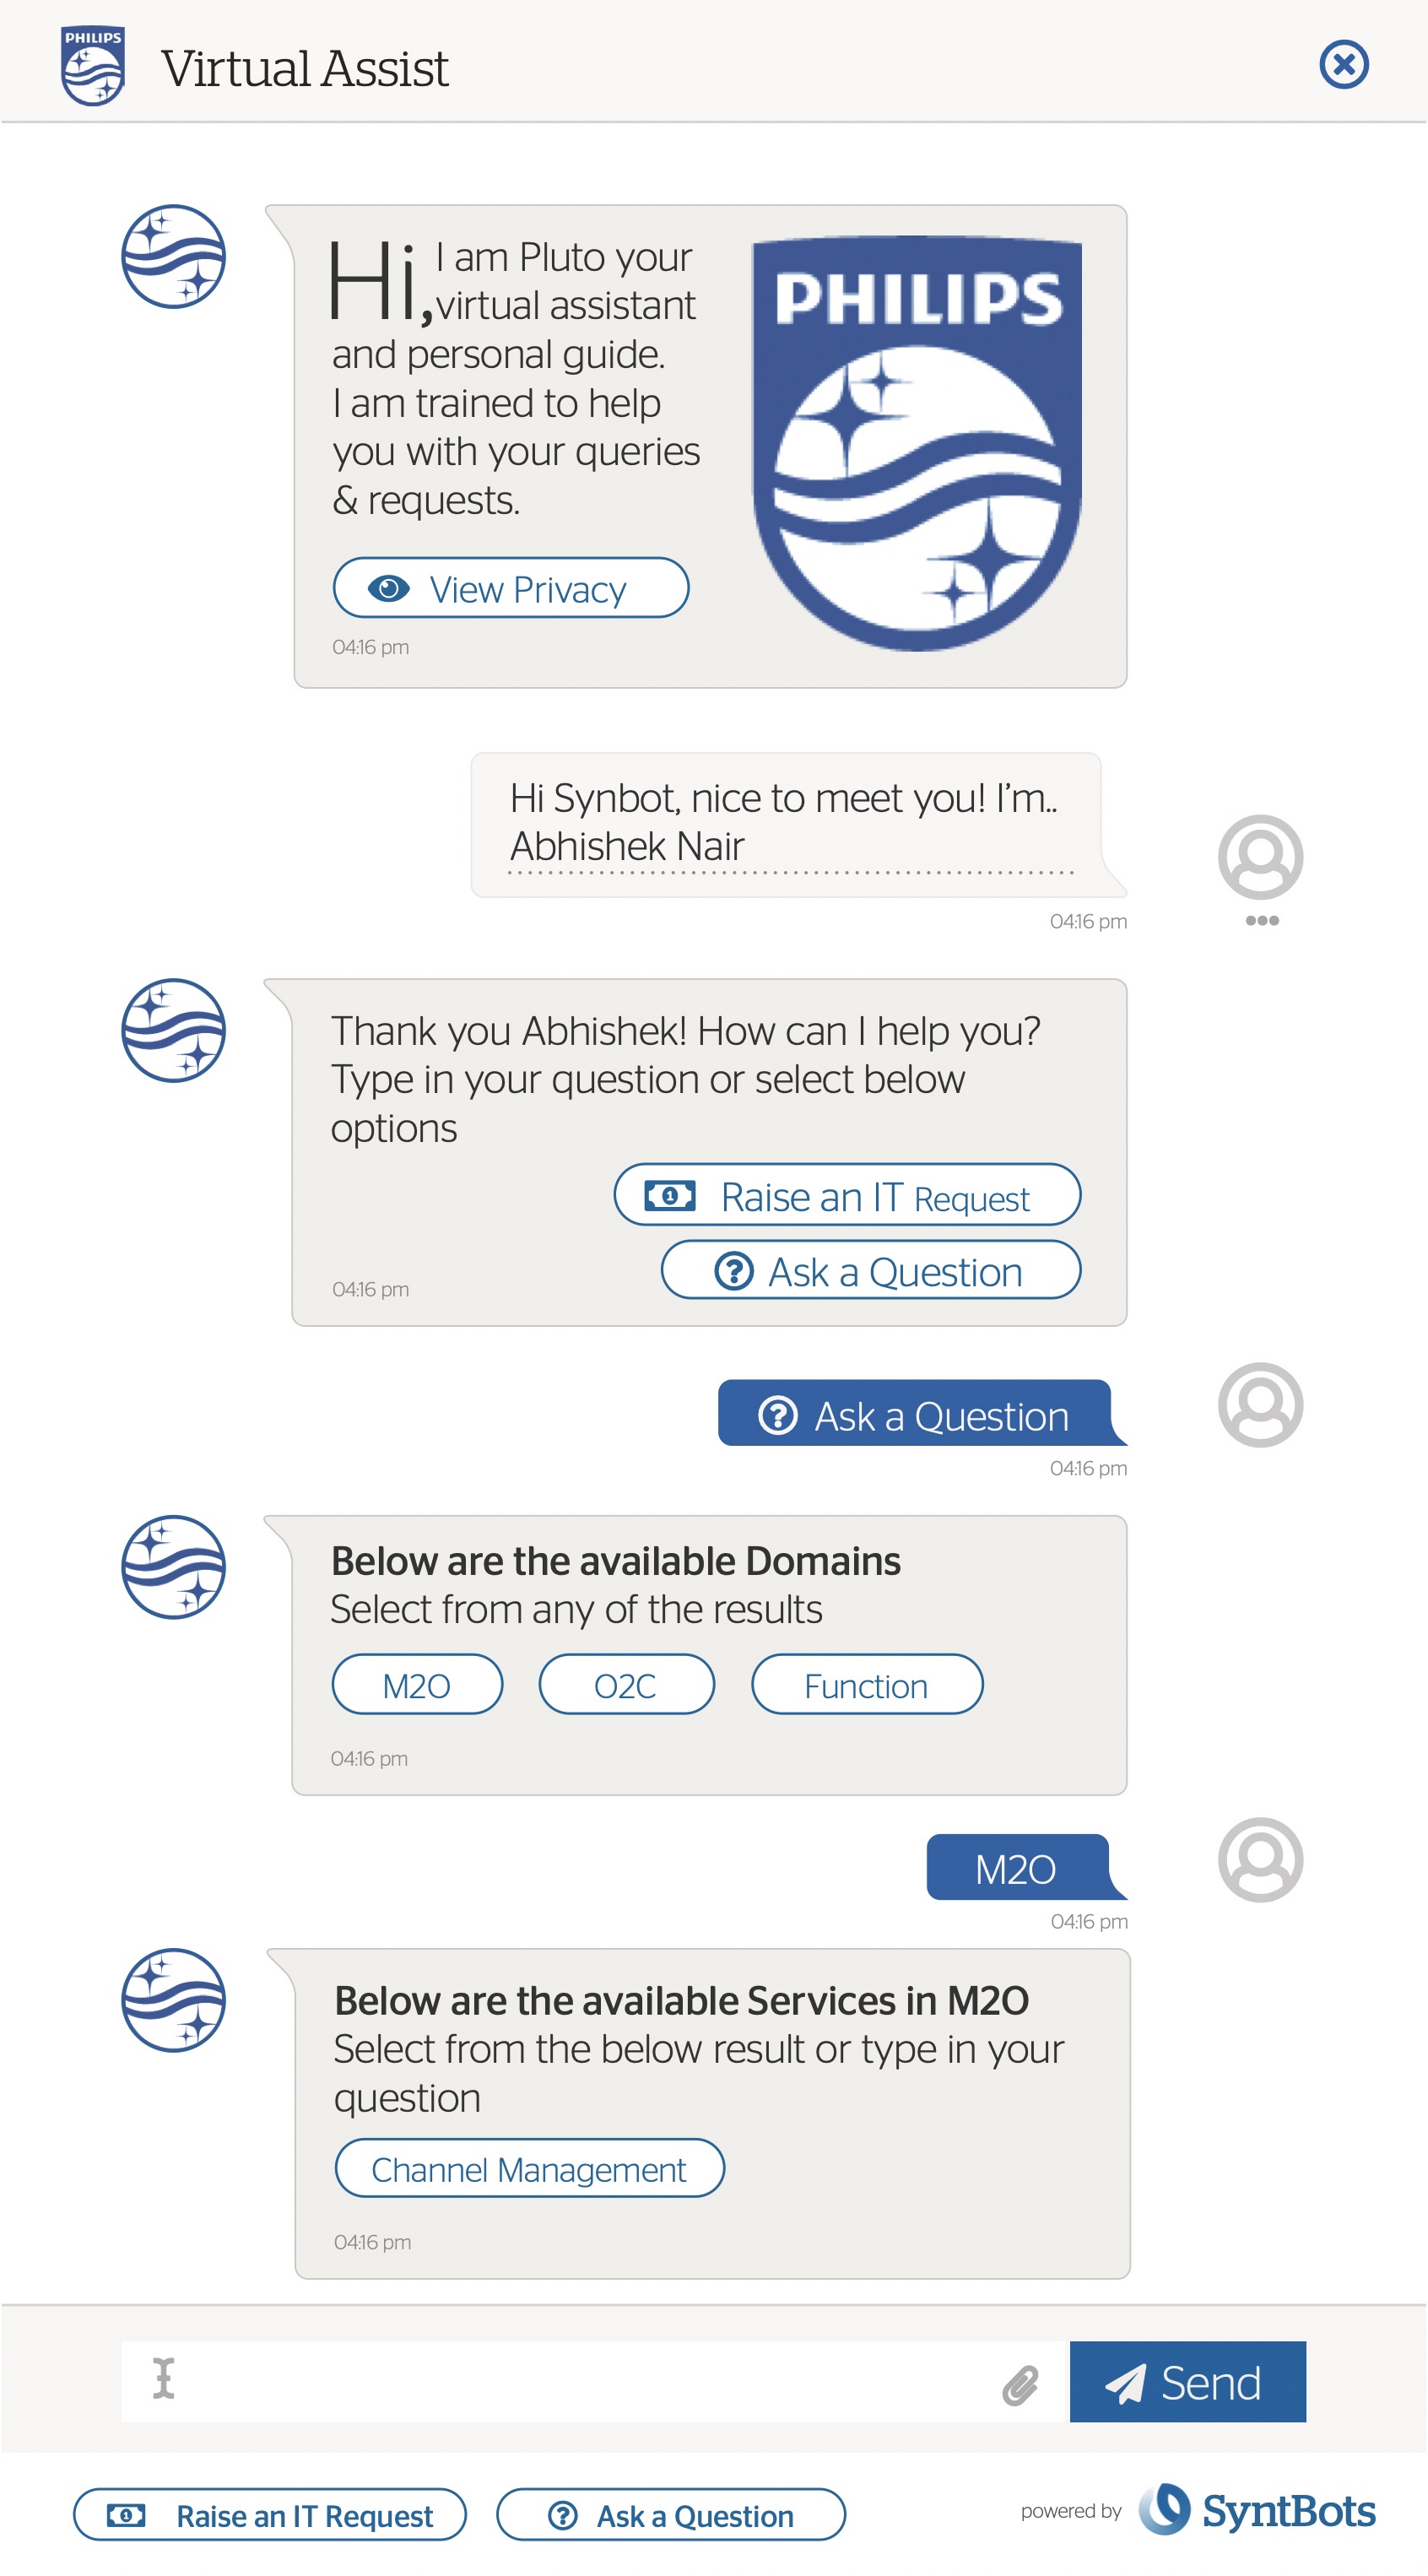 PHILIPS
Virtual Assist
Hi, I am Pluto your
virtual assistant
and personal guide.
I am trained to help
you with your queries
& requests.
PHILIPS
View Privacy
04:16 pm
Hi Synbot, nice to meet you! I'm..
Abhishek Nair
04:16 pm
Thank you Abhishek! How can I help you?
Type in your question or select below
options
Raise an IT Request
Ask a Question
04:16 pm
Ask a Question
04:16 pm
Below are the available Domains
Select from any of the results
M2O O2C Function
04:16 pm
M2O
04:16 pm
Below are the available Services in M2O
Select from the below result or type in your
question
Channel Management
04:16 pm
Send
Raise an IT Request Ask a Question powered by SyntBots